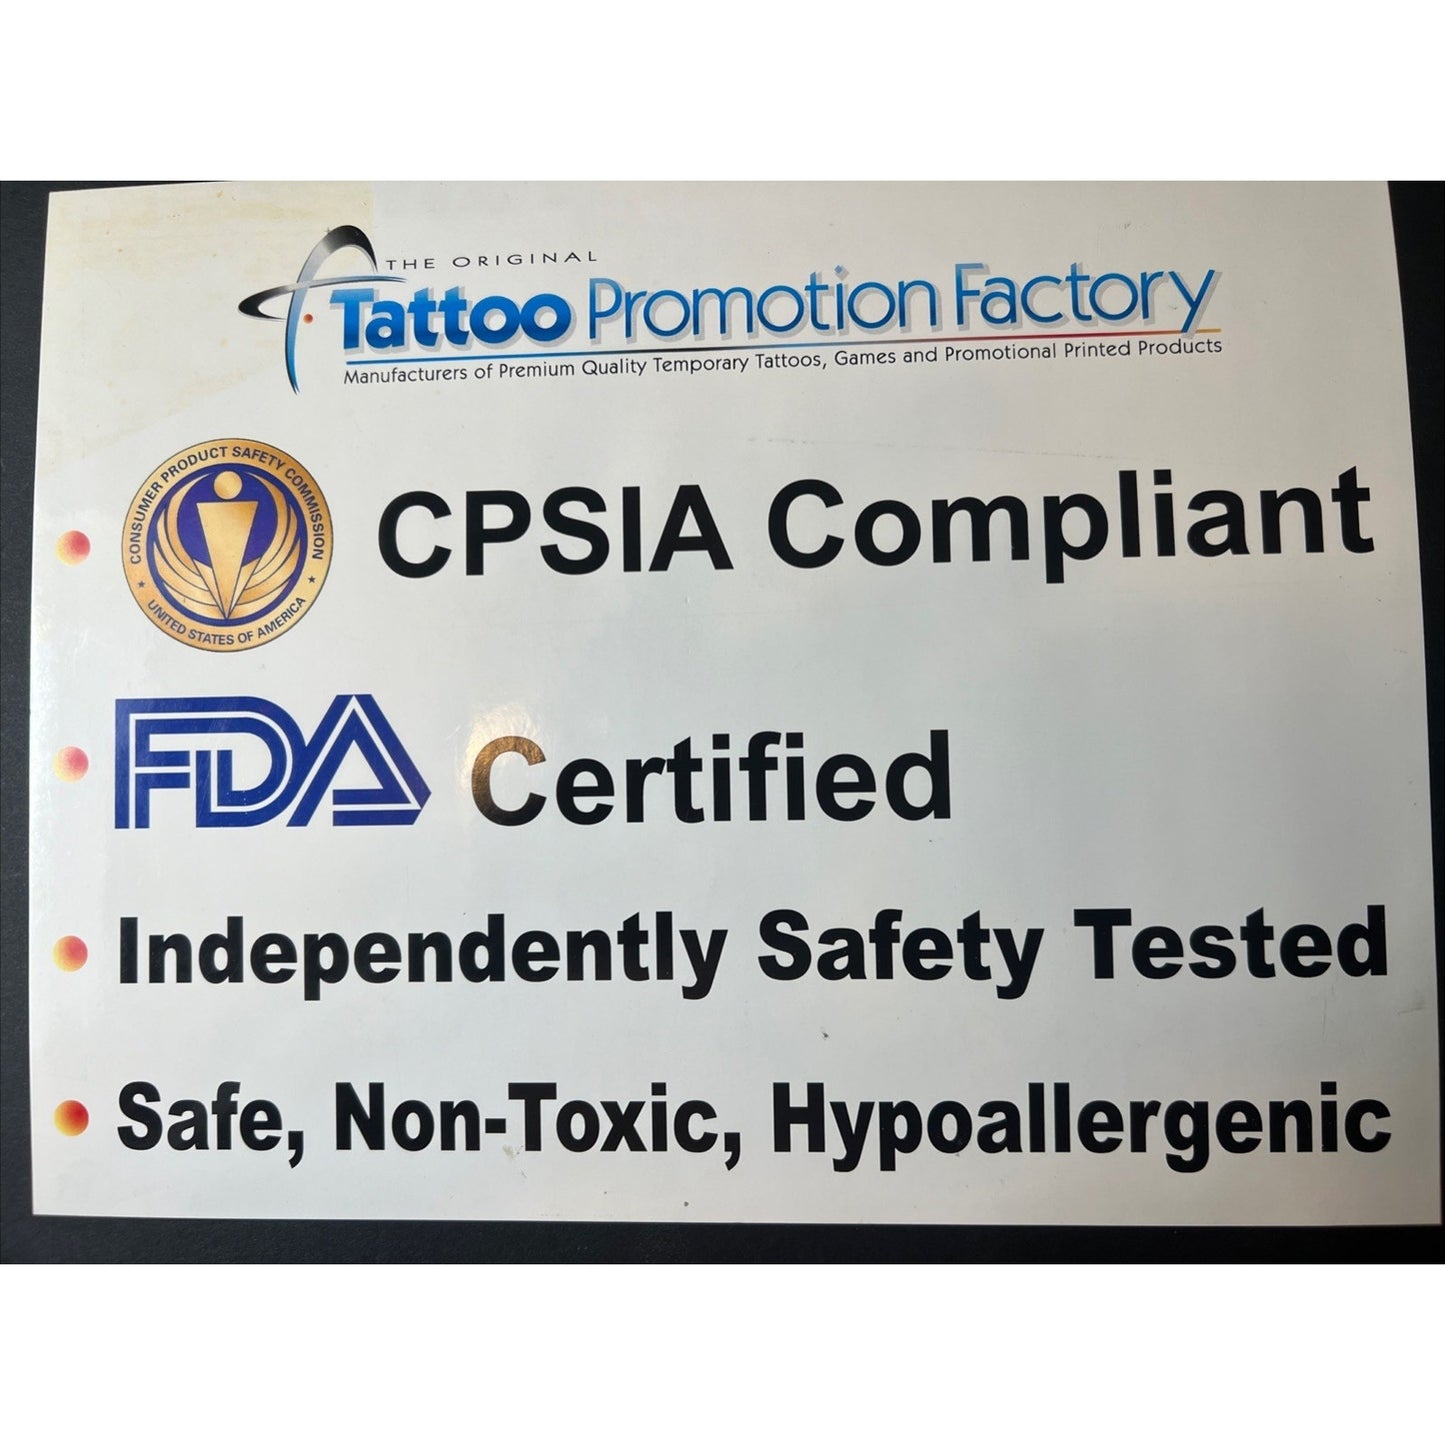 THE ORIGINAL
Tattoo Promotion Factory
Manufacturers of Premium Quality Temporary Tattoos, Games and Promotional Printed Products
CONSUMER PRODUCT SAFETY COMMISSION
★ UNITED STATES OF AMERICA ★
CPSIA Compliant
FDA Certified
Independently Safety Tested
Safe, Non-Toxic, Hypoallergenic